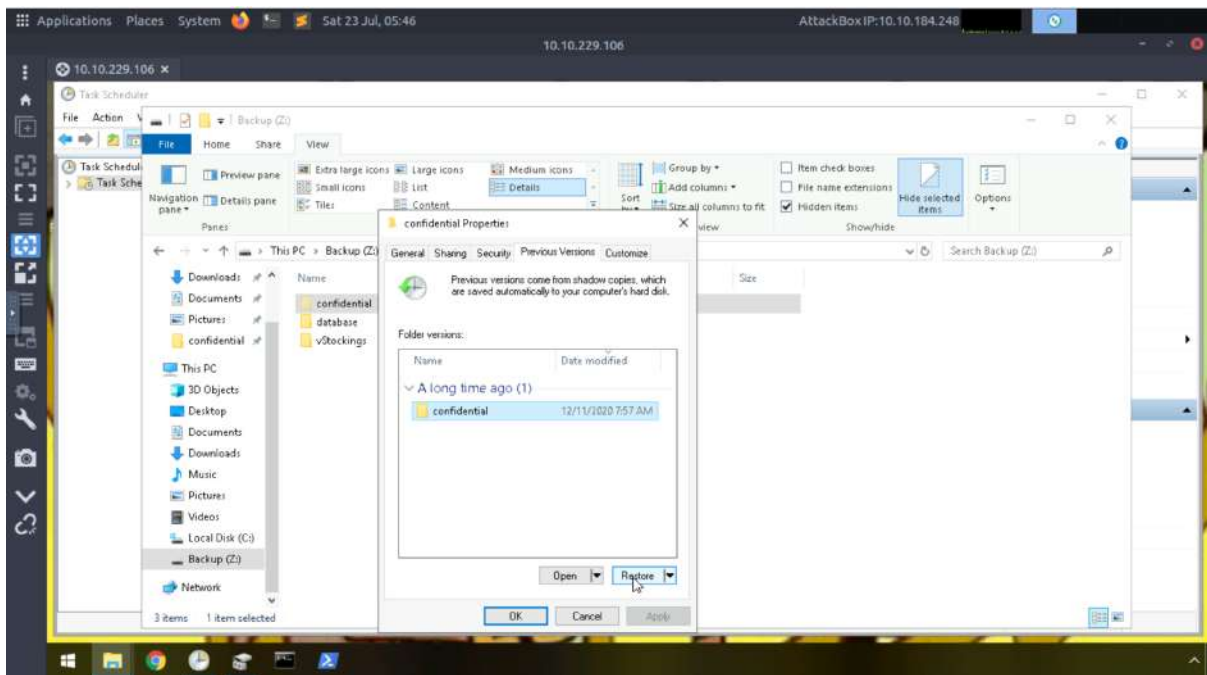 Applications Places System Sat 23 Jul, 05:46 AttackBox IP:10.10.184.248
10.10.229.106
10.10.229.106 ×
Task Scheduler
File Action
Backup (Z:)
File Home Share View
Task Schedul
Task Sche
Navigation pane
Preview pane
Details pane
Panes
Extra large icons Large icons Medium icons
Small icons List Details
Tiles Content
Sort
Group by
Add columns
Size all columns to fit
view
Item check boxes
File name extensions
Hidden items
Hide selected items
Options
Show/hide
This PC > Backup (Z:)
Search Backup (Z:)
Downloads
Documents
Pictures
confidential
This PC
3D Objects
Desktop
Documents
Downloads
Music
Pictures
Videos
Local Disk (C:)
Backup (Z:)
Network
Name
Size
confidential
database
vStockings
confidential Properties
General Sharing Security Previous Versions Customize
Previous versions come from shadow copies, which
are saved automatically to your computer's hard disk.
Folder versions:
Name Date modified
A long time ago (1)
confidential 12/11/2020 7:57 AM
Open Restore
OK Cancel Apply
3 items 1 item selected